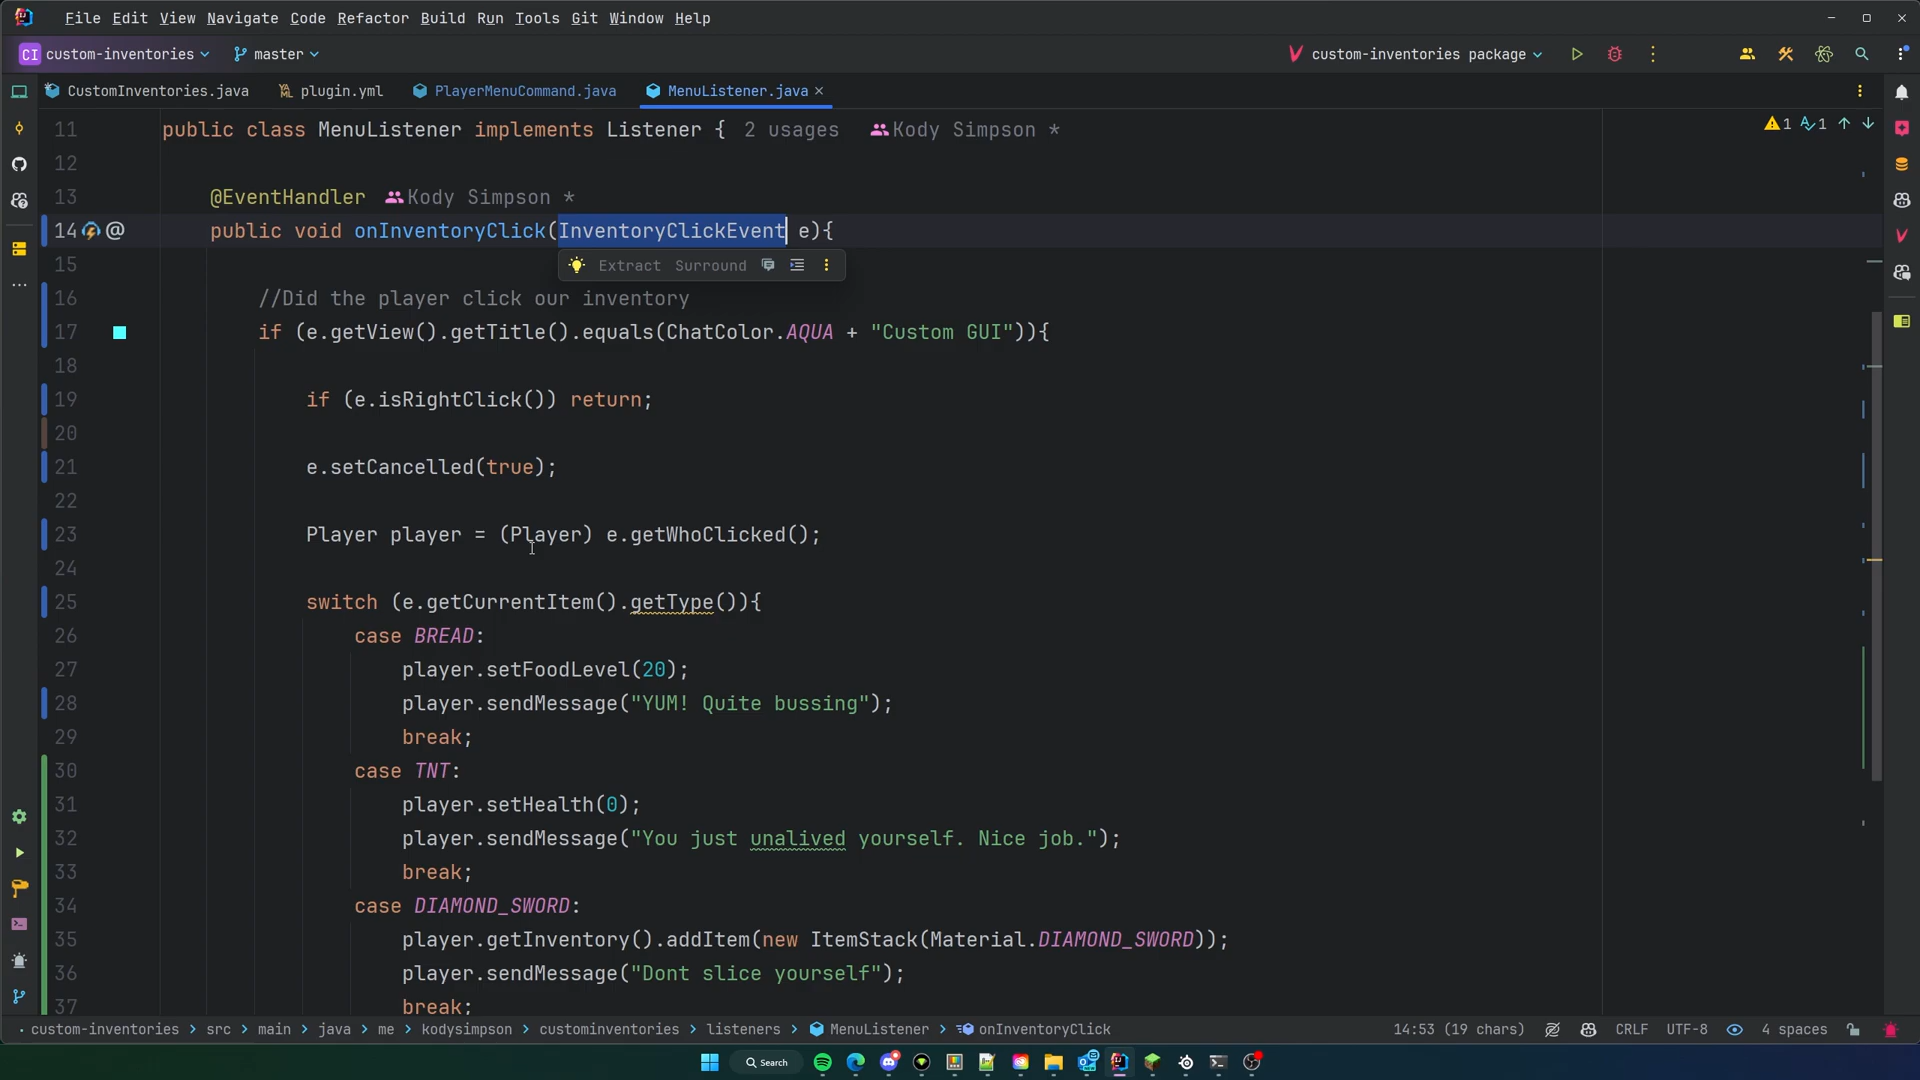 File Edit View Navigate Code Refactor Build Run Tools Git Window Help
CI custom-inventories master custom-inventories package
CustomInventories.java plugin.yml PlayerMenuCommand.java MenuListener.java
11 public class MenuListener implements Listener { 2 usages Kody Simpson *
1 1
12
13 @EventHandler Kody Simpson *
14 @ public void onInventoryClick(InventoryClickEvent e){
15
Extract Surround
16 //Did the player click our inventory
17 if (e.getView().getTitle().equals(ChatColor.AQUA + "Custom GUI")){
18
19 if (e.isRightClick()) return;
20
21 e.setCancelled(true);
22
23 Player player = (Player) e.getWhoClicked();
24
25 switch (e.getCurrentItem().getType()){
26 case BREAD:
27 player.setFoodLevel(20);
28 player.sendMessage("YUM! Quite bussing");
29 break;
30 case TNT:
31 player.setHealth(0);
32 player.sendMessage("You just unalived yourself. Nice job.");
33 break;
34 case DIAMOND_SWORD:
35 player.getInventory().addItem(new ItemStack(Material.DIAMOND_SWORD));
36 player.sendMessage("Dont slice yourself");
37 break;
custom-inventories > src > main > java > me > kodysimpson > custominventories > listeners > MenuListener > onInventoryClick 14:53 (19 chars) CRLF UTF-8 4 spaces
Search